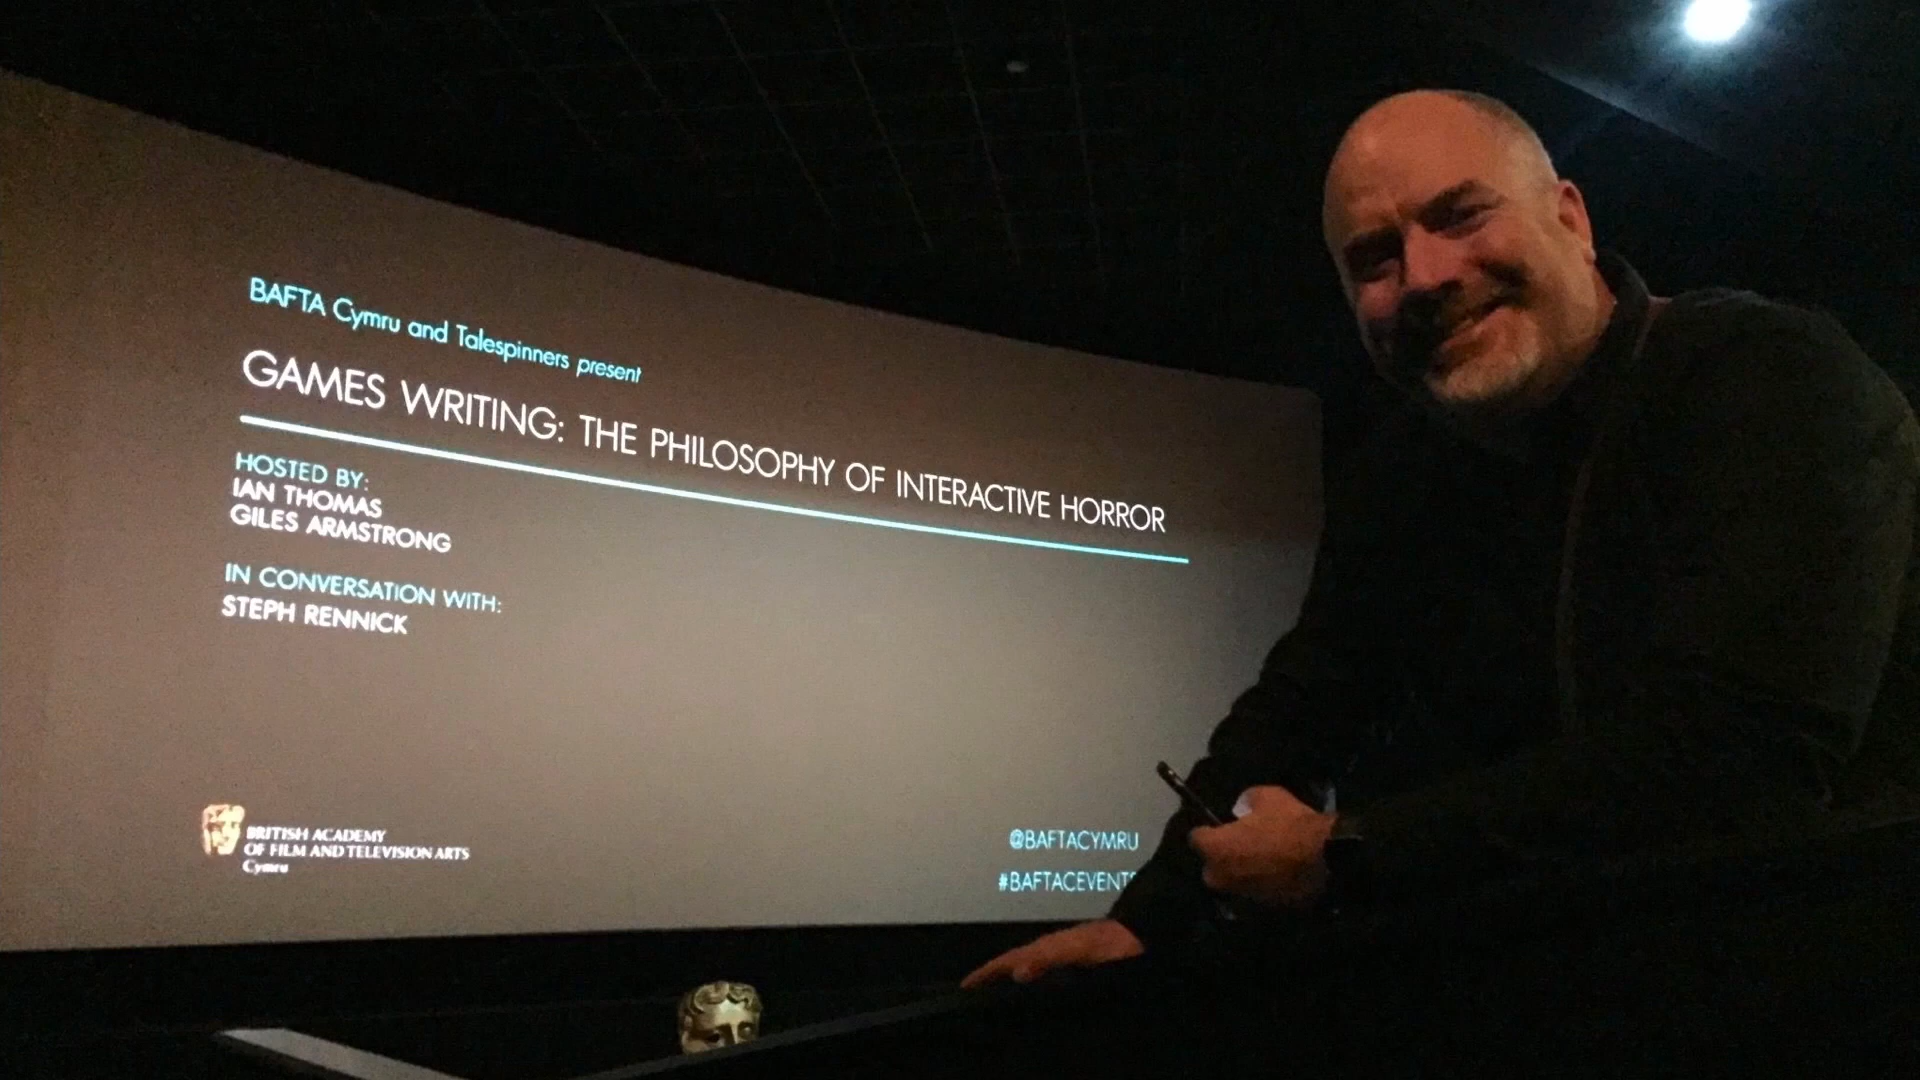 BAFTA Cymru and Talespinners present
GAMES WRITING: THE PHILOSOPHY OF INTERACTIVE HORROR
HOSTED BY:
IAN THOMAS
GILES ARMSTRONG
IN CONVERSATION WITH:
STEPH RENNICK
BRITISH ACADEMY
OF FILM AND TELEVISION ARTS
Cymru
@BAFTACYMRU
#BAFTACEVENTS